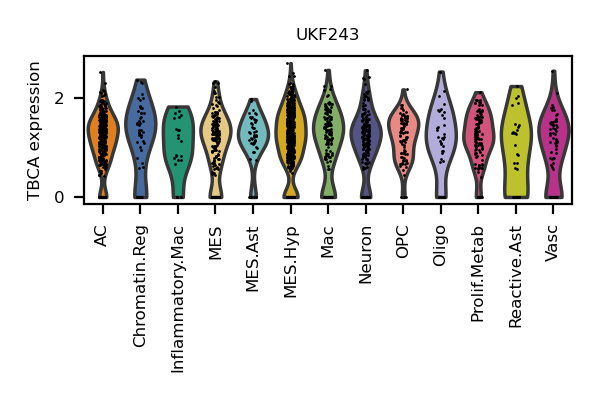 UKF243
TBCA expression
2
0
AC
Chromatin.Reg
Inflammatory.Mac
MES
MES.Ast
MES.Hyp
Mac
Neuron
OPC
Oligo
Prolif.Metab
Reactive.Ast
Vasc